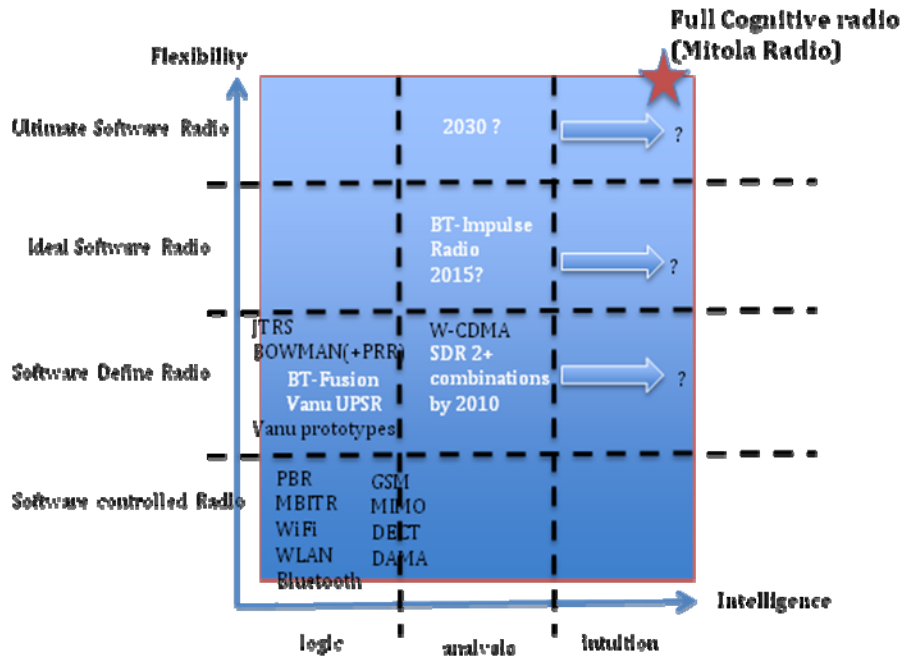 Full Cognitive radio
(Mitola Radio)
Flexibility
Ultimate Software Radio
2030 ?
?
Ideal Software Radio
BT-Impulse
Radio
2015?
?
JTRS
BOWMAN(+PRR)
BT-Fusion
Vanu UPSR
Vanu prototypes
W-CDMA
SDR 2+
combinations
by 2010
?
Software Define Radio
Software controlled Radio
PBR
MBITR
WiFi
WLAN
Bluetooth
GSM
MIMO
DECT
DAMA
Intelligence
logic
analysis
intuition